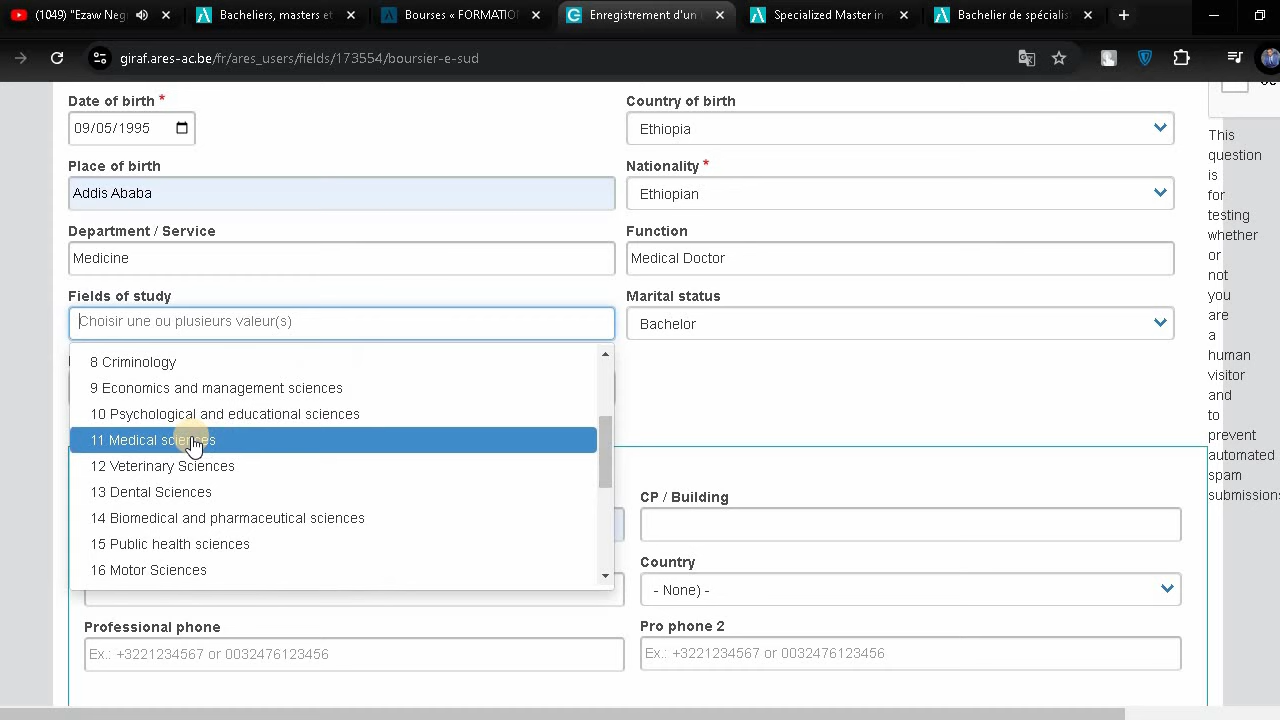 (1049) "Ezaw Neg
Bacheliers, masters et
Bourses « FORMATIO
Enregistrement d'un
Specialized Master in
Bachelier de spécialis
giraf.ares-ac.be/fr/ares_users/fields/173554/boursier-e-sud
Date of birth *
Country of birth
09/05/1995
Ethiopia
Place of birth
Nationality *
Addis Ababa
Ethiopian
Department / Service
Function
Medicine
Medical Doctor
Fields of study
Marital status
Choisir une ou plusieurs valeur(s)
Bachelor
8 Criminology
9 Economics and management sciences
10 Psychological and educational sciences
11 Medical sciences
12 Veterinary Sciences
13 Dental Sciences
14 Biomedical and pharmaceutical sciences
15 Public health sciences
16 Motor Sciences
CP / Building
Country
- None) -
Professional phone
Pro phone 2
Ex.: +3221234567 or 0032476123456
Ex.: +3221234567 or 0032476123456
This
question
is
for
testing
whether
or
not
you
are
a
human
visitor
and
to
prevent
automated
spam
submissions